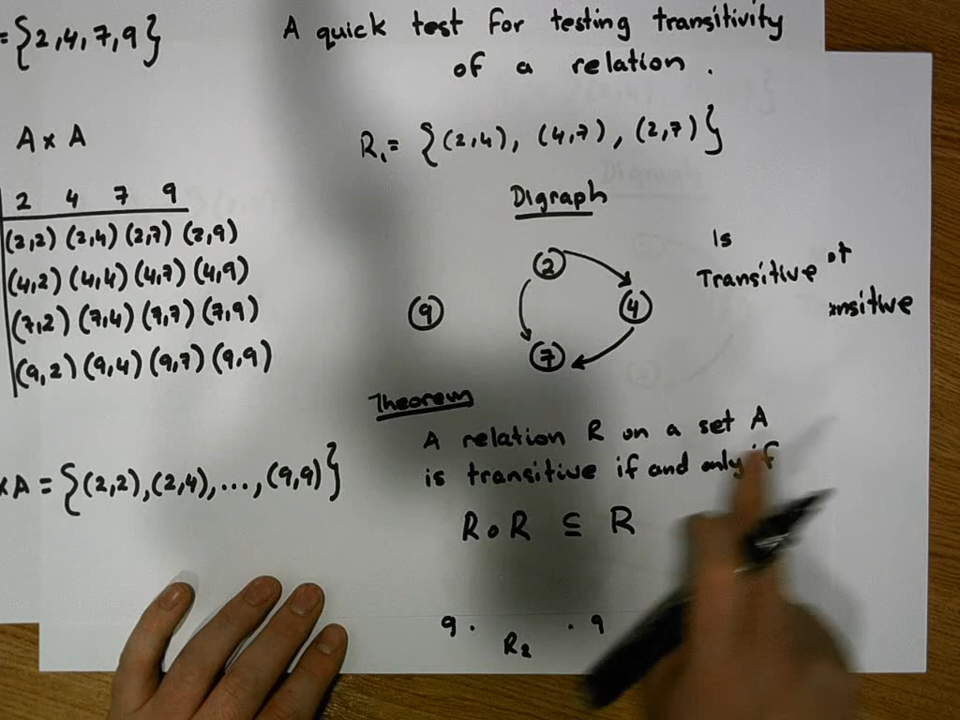 = {2,4,7,9}
A quick test for testing transitivity
of a relation.
A x A
R₁ = {(2,4), (4,7), (2,7)}
Digraph
2 4 7 9
(2,2) (2,4) (2,7) (2,9)
(4,2) (4,4) (4,7) (4,9)
(7,2) (7,4) (7,7) (7,9)
(9,2) (9,4) (9,7) (9,9)
2
4
9
7
Is
Transitive ot
nsitive
Theorem
A relation R on a set A
is transitive if and only if
R∘R ⊆ R
xA = {(2,2),(2,4),...,(9,9)}
9 · R₂ · 9